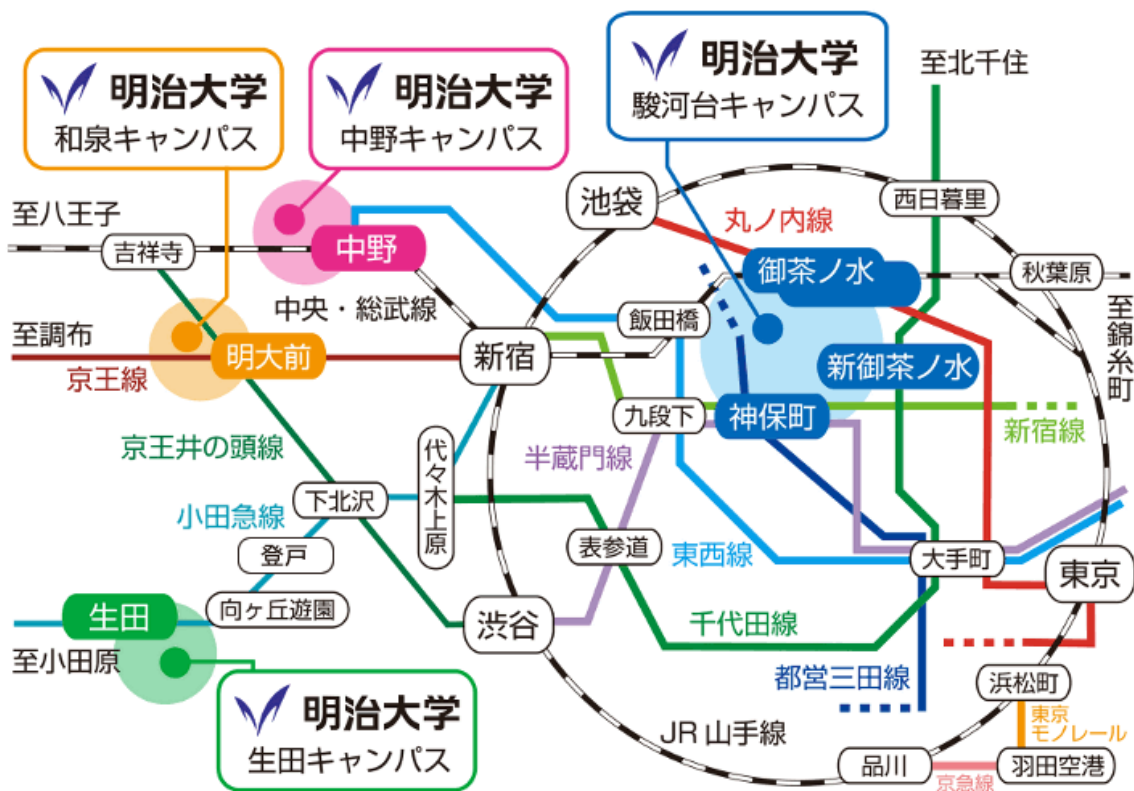 明治大学
和泉キャンパス
明治大学
中野キャンパス
明治大学
駿河台キャンパス
至北千住
至八王子
吉祥寺
中野
池袋
丸ノ内線
西日暮里
御茶ノ水
秋葉原
中央・総武線
飯田橋
至錦糸町
至調布
京王線
明大前
新宿
新御茶ノ水
九段下
神保町
新宿線
京王井の頭線
代々木上原
半蔵門線
小田急線
下北沢
登戸
表参道
東西線
大手町
東京
生田
向ヶ丘遊園
渋谷
千代田線
至小田原
都営三田線
浜松町
明治大学
生田キャンパス
JR 山手線
東京
モノレール
品川
京急線
羽田空港